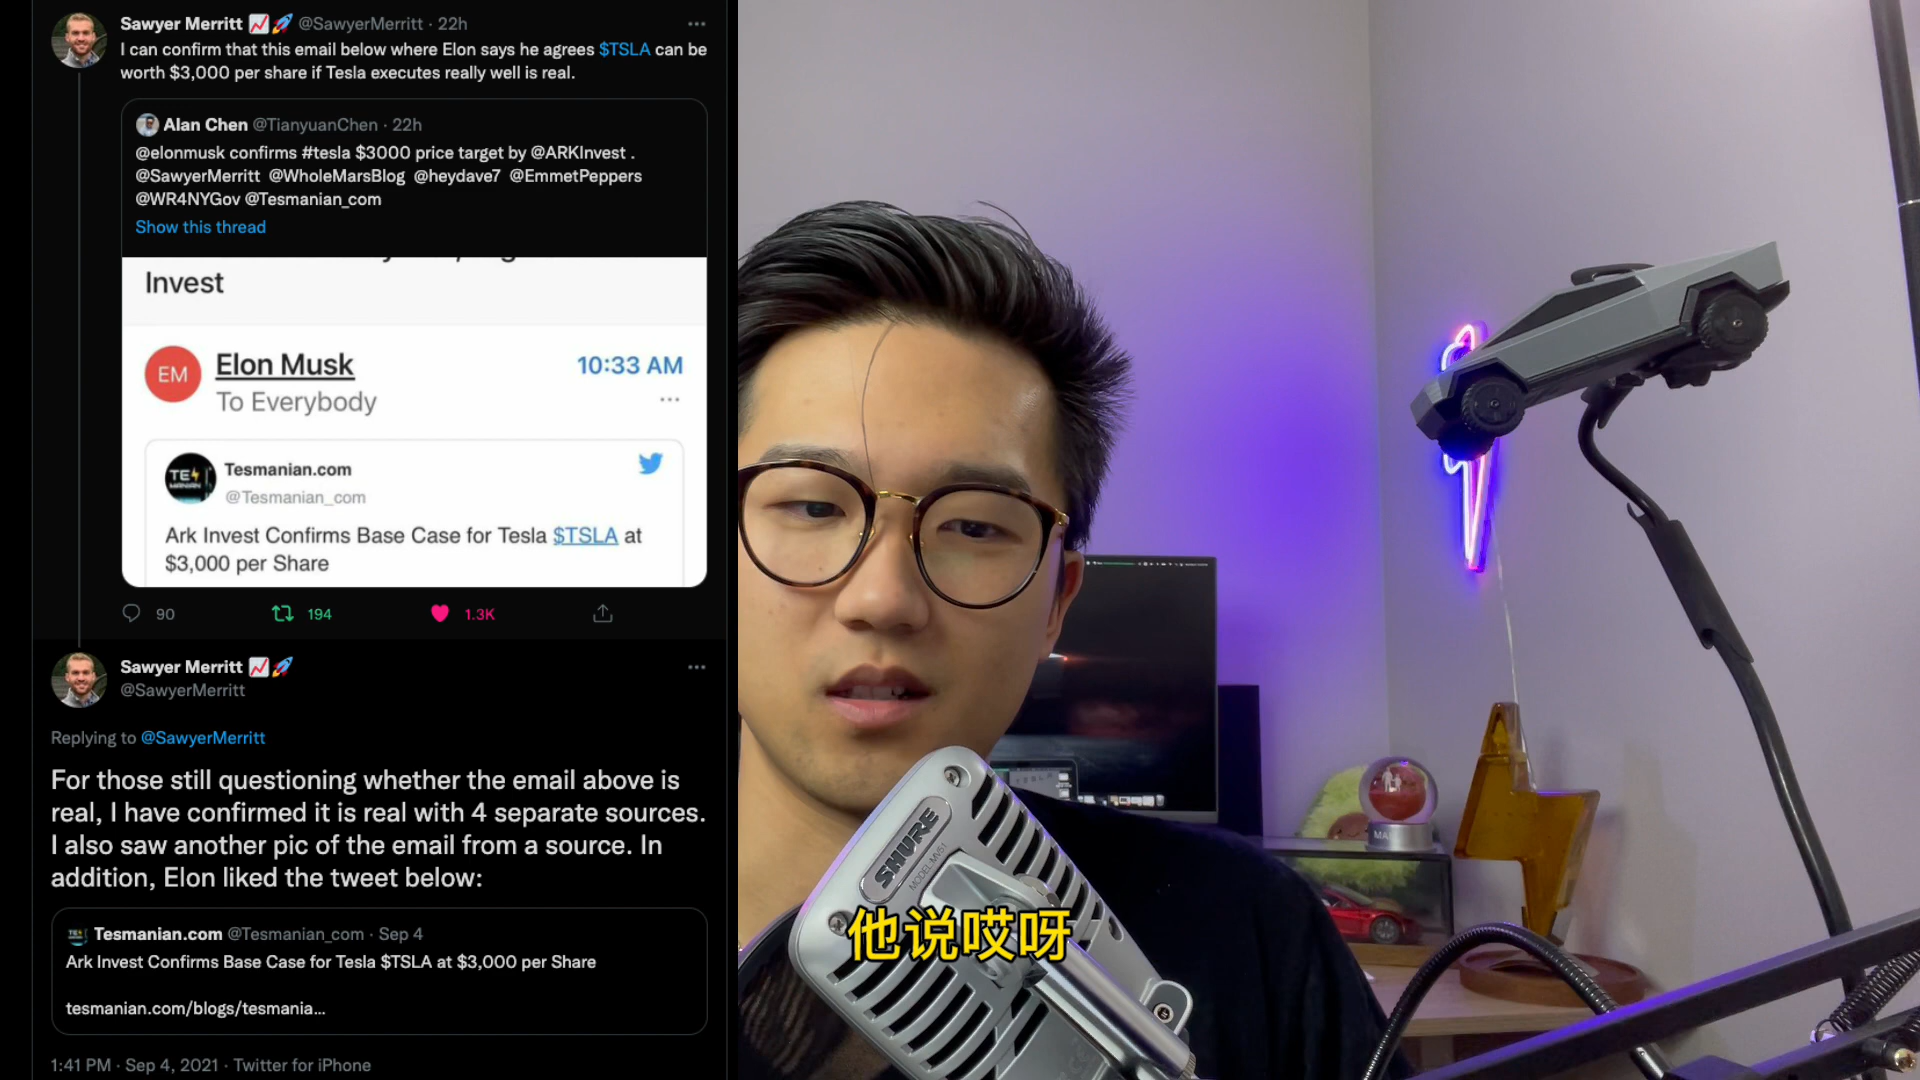 Sawyer Merritt 📈🚀 @SawyerMerritt · 22h
I can confirm that this email below where Elon says he agrees $TSLA can be
worth $3,000 per share if Tesla executes really well is real.
Alan Chen @TianyuanChen · 22h
@elonmusk confirms #tesla $3000 price target by @ARKInvest .
@SawyerMerritt @WholeMarsBlog @heydave7 @EmmetPeppers
@WR4NYGov @Tesmanian_com
Show this thread
Invest
EM
Elon Musk
10:33 AM
To Everybody
Tesmanian.com
@Tesmanian_com
Ark Invest Confirms Base Case for Tesla $TSLA at
$3,000 per Share
90
194
1.3K
Sawyer Merritt 📈🚀
@SawyerMerritt
Replying to @SawyerMerritt
For those still questioning whether the email above is
real, I have confirmed it is real with 4 separate sources.
I also saw another pic of the email from a source. In
addition, Elon liked the tweet below:
Tesmanian.com @Tesmanian_com · Sep 4
Ark Invest Confirms Base Case for Tesla $TSLA at $3,000 per Share
tesmanian.com/blogs/tesmania...
1:41 PM · Sep 4, 2021 · Twitter for iPhone
SHURE
MODEL MV51
他说哎呀